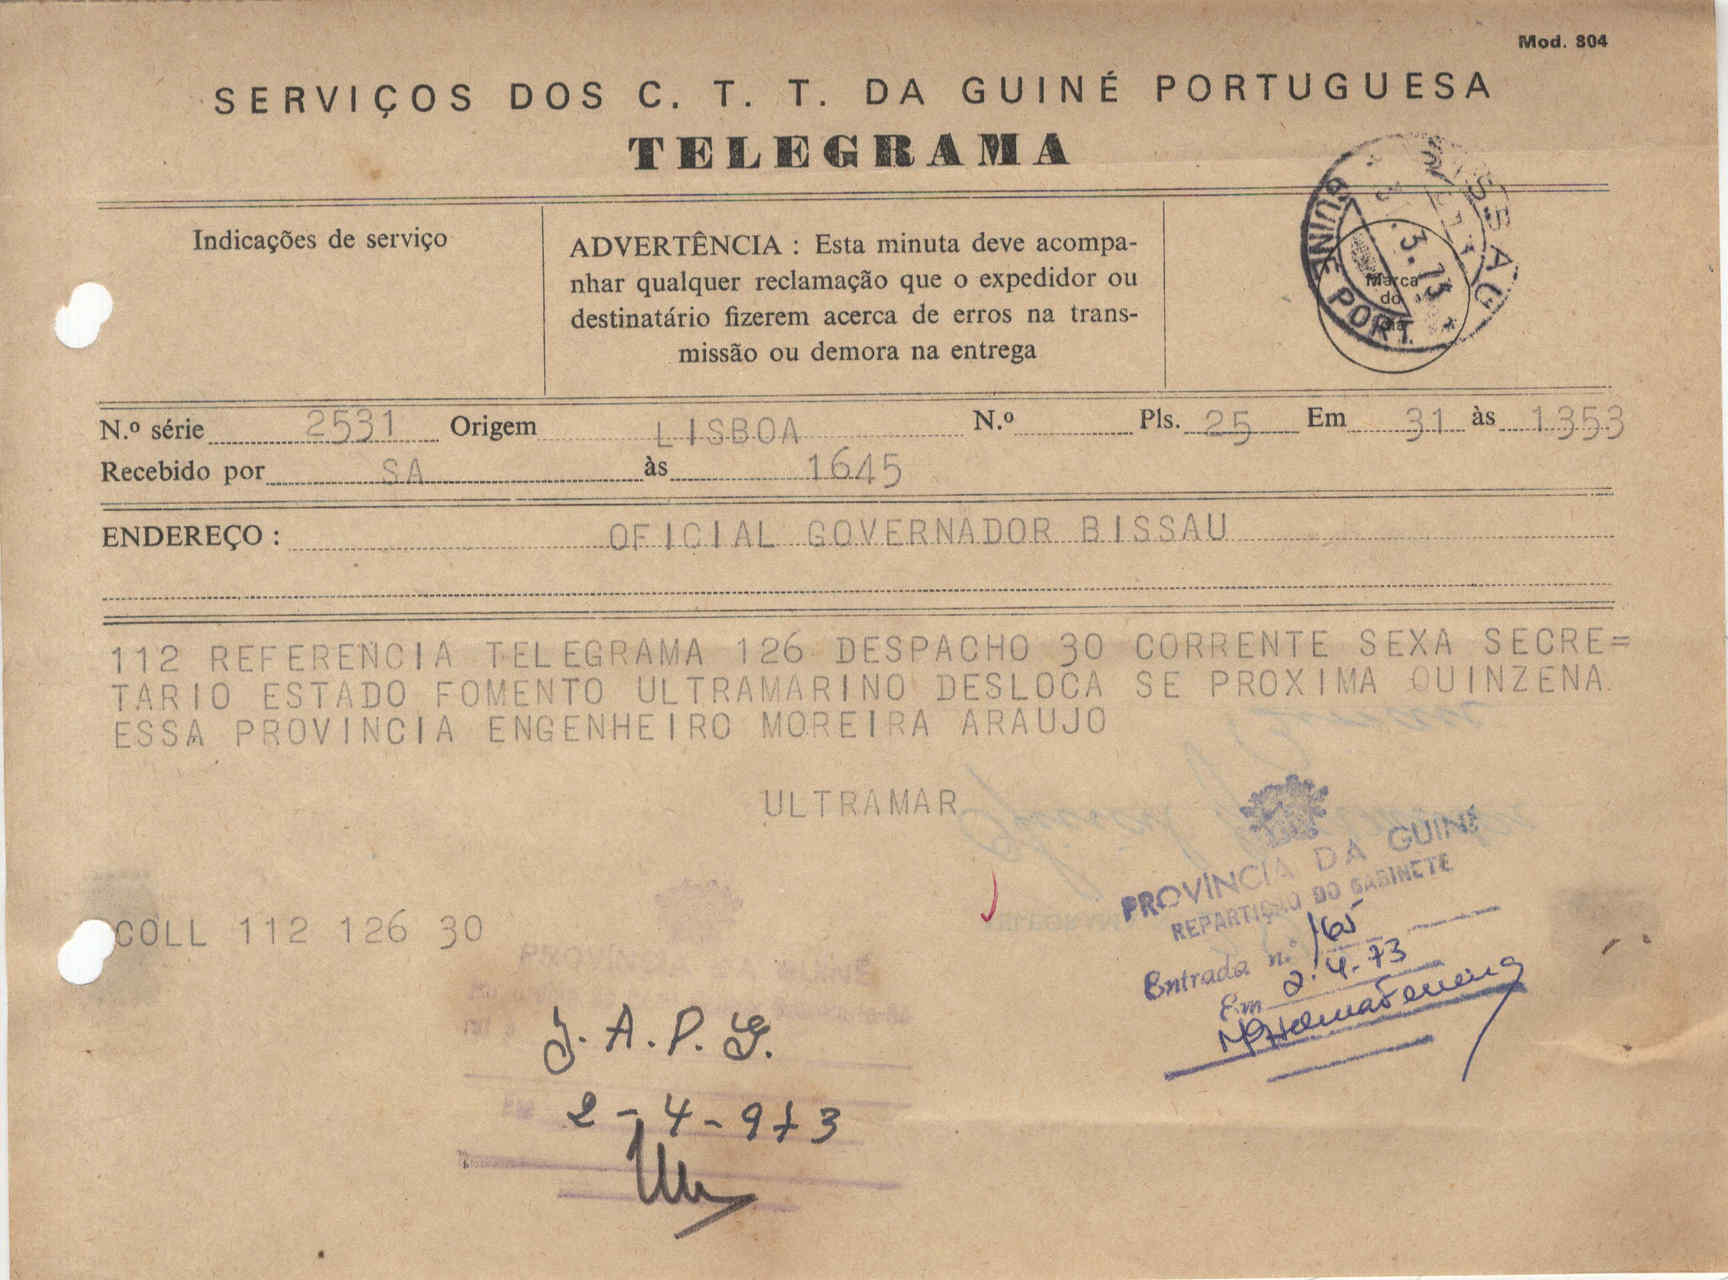 Mod. 804
SERVIÇOS DOS C. T. T. DA GUINÉ PORTUGUESA
TELEGRAMA
Indicações de serviço
ADVERTÊNCIA : Esta minuta deve acompa-
nhar qualquer reclamação que o expedidor ou
destinatário fizerem acerca de erros na trans-
missão ou demora na entrega
GUINE PORT.
3.73
Marca
do
N.º série 2531 Origem LISBOA N.º Pls. 25 Em 31 às 1353
Recebido por SA às 1645
ENDEREÇO : OFICIAL GOVERNADOR BISSAU
112 REFERENCIA TELEGRAMA 126 DESPACHO 30 CORRENTE SEXA SECRE=
TARIO ESTADO FOMENTO ULTRAMARINO DESLOCA SE PROXIMA QUINZENA
ESSA PROVINCIA ENGENHEIRO MOREIRA ARAUJO
ULTRAMAR
PROVÍNCIA DA GUINÉ
REPARTIÇÃO DO GABINETE
Entrada n.º 165
Em 2.4.73
COLL 112 126 30
J. A. P. G.
2-4-973